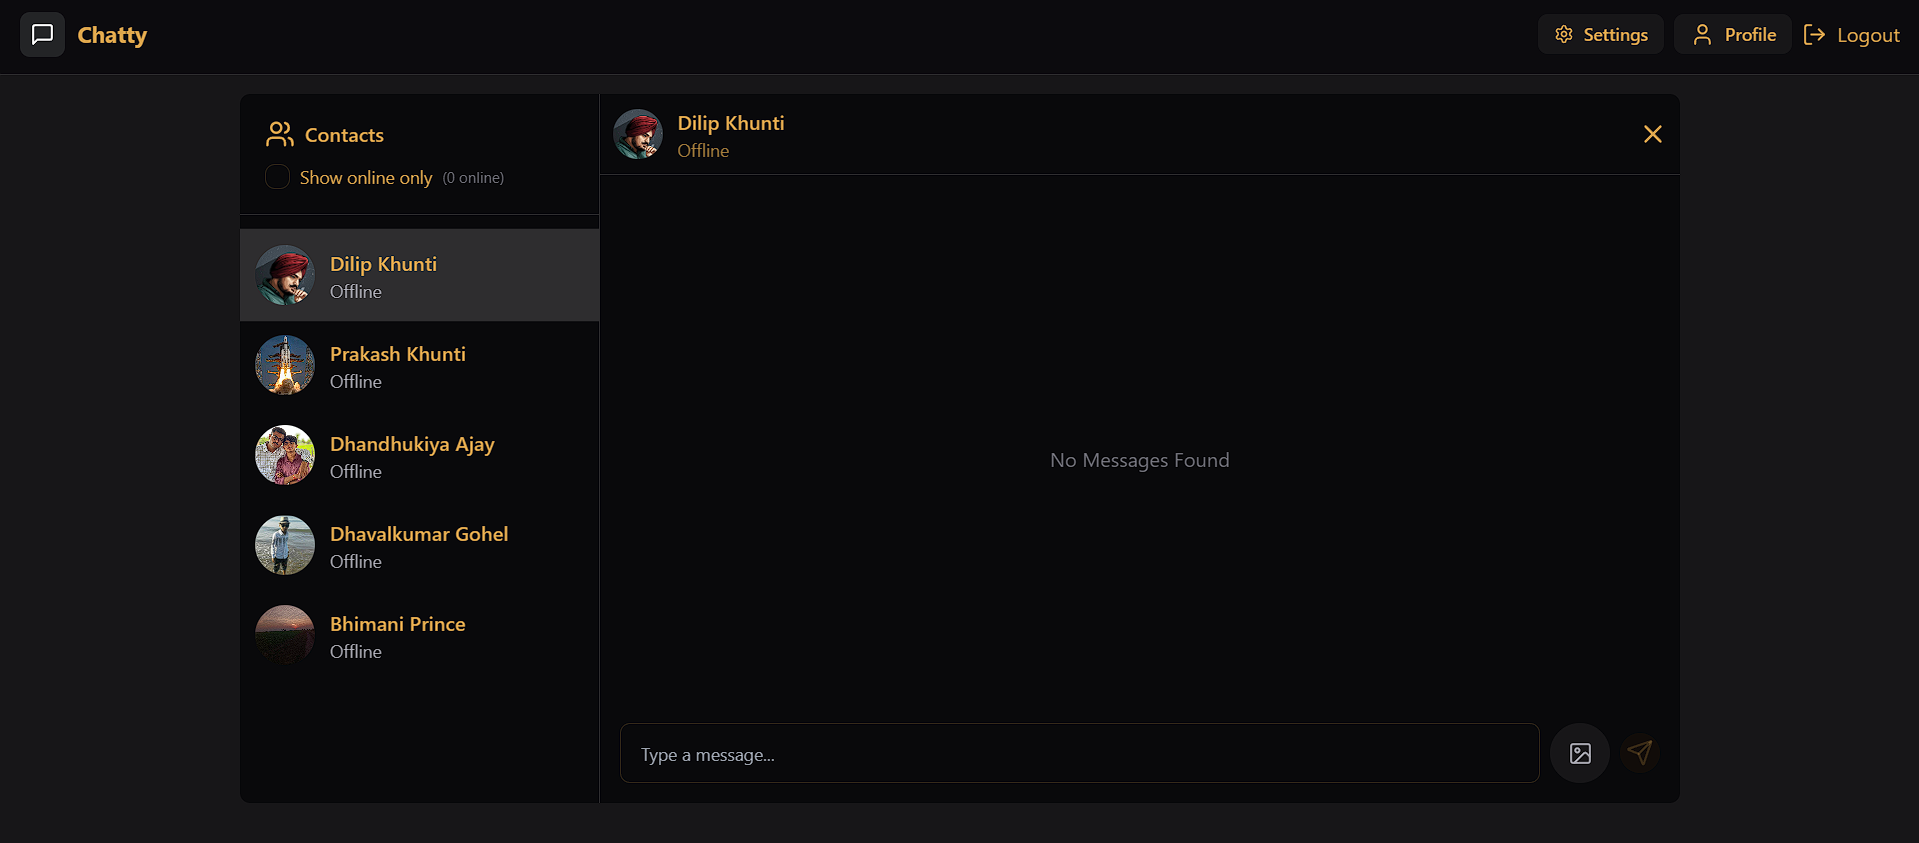 Chatty
Settings
Profile
Logout
Contacts
Show online only (0 online)
Dilip Khunti
Offline
Prakash Khunti
Offline
Dhandhukiya Ajay
Offline
Dhavalkumar Gohel
Offline
Bhimani Prince
Offline
Dilip Khunti
Offline
No Messages Found
Type a message...